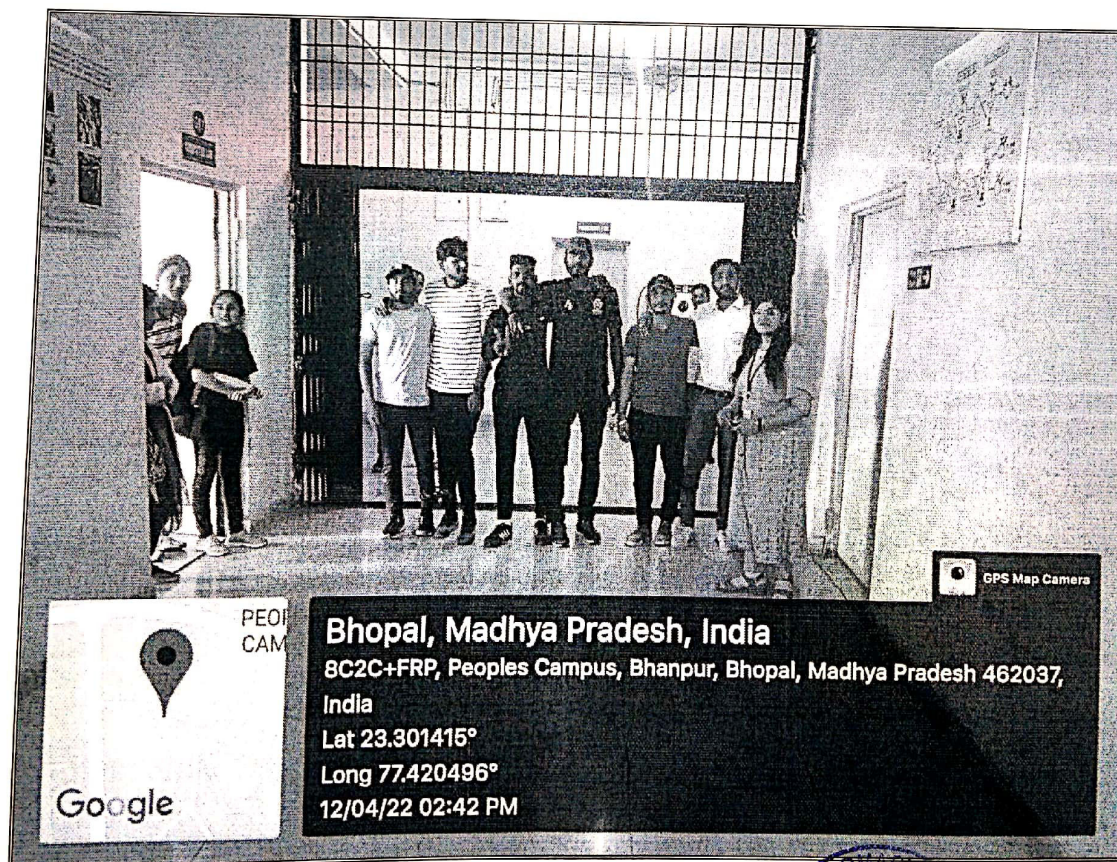 GPS Map Camera
PEOI
CAM
Google
Bhopal, Madhya Pradesh, India
8C2C+FRP, Peoples Campus, Bhanpur, Bhopal, Madhya Pradesh 462037,
India
Lat 23.301415°
Long 77.420496°
12/04/22 02:42 PM